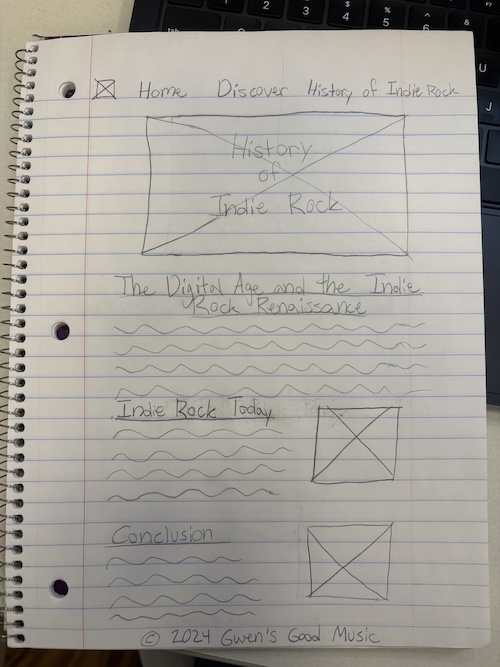 Home Discover History of Indie Rock
History
of
Indie Rock
The Digital Age and the Indie
Rock Renaissance
Indie Rock Today
Conclusion
© 2024 Gwen's Good Music